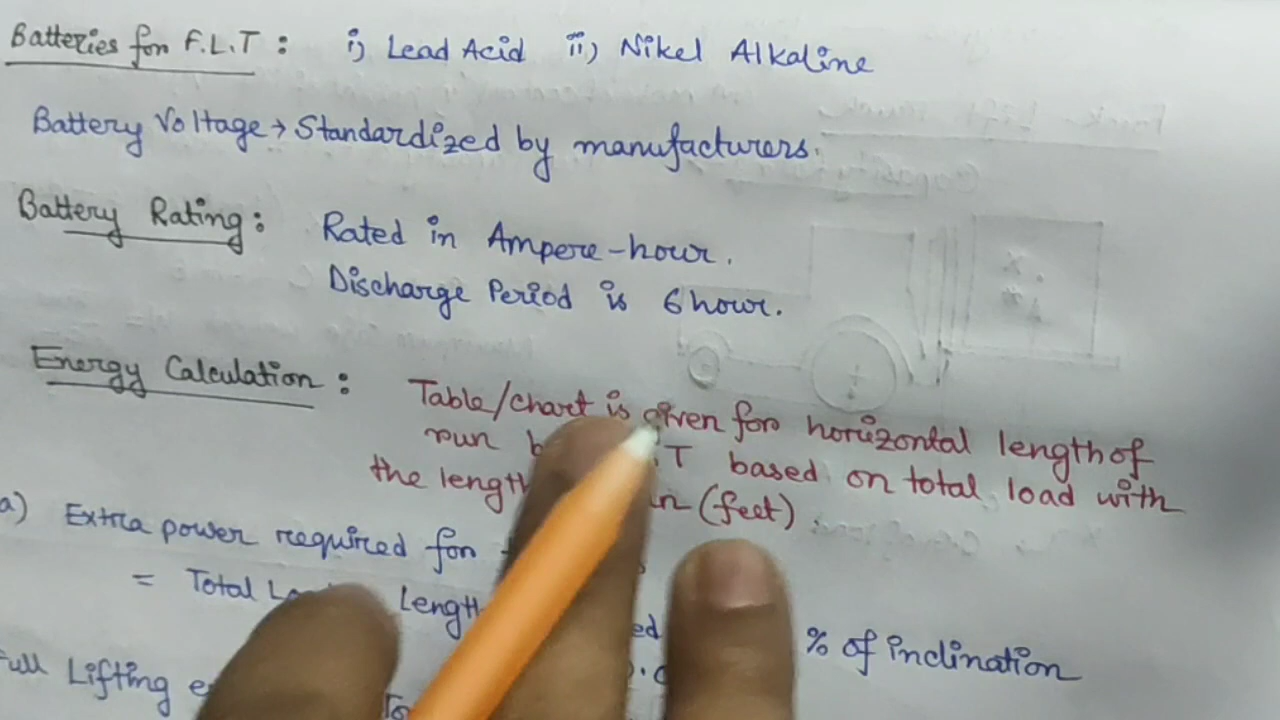 Batteries for F.L.T : i) Lead Acid ii) Nikel Alkaline
Battery Voltage → Standardized by manufacturers.
Battery Rating : Rated in Ampere-hour.
Discharge Period is 6 hour.
Energy Calculation : Table/chart is given for horizontal length of
run .T based on total load with
the length (feet)
a) Extra power required for
= Total Length % of inclination
Full Lifting